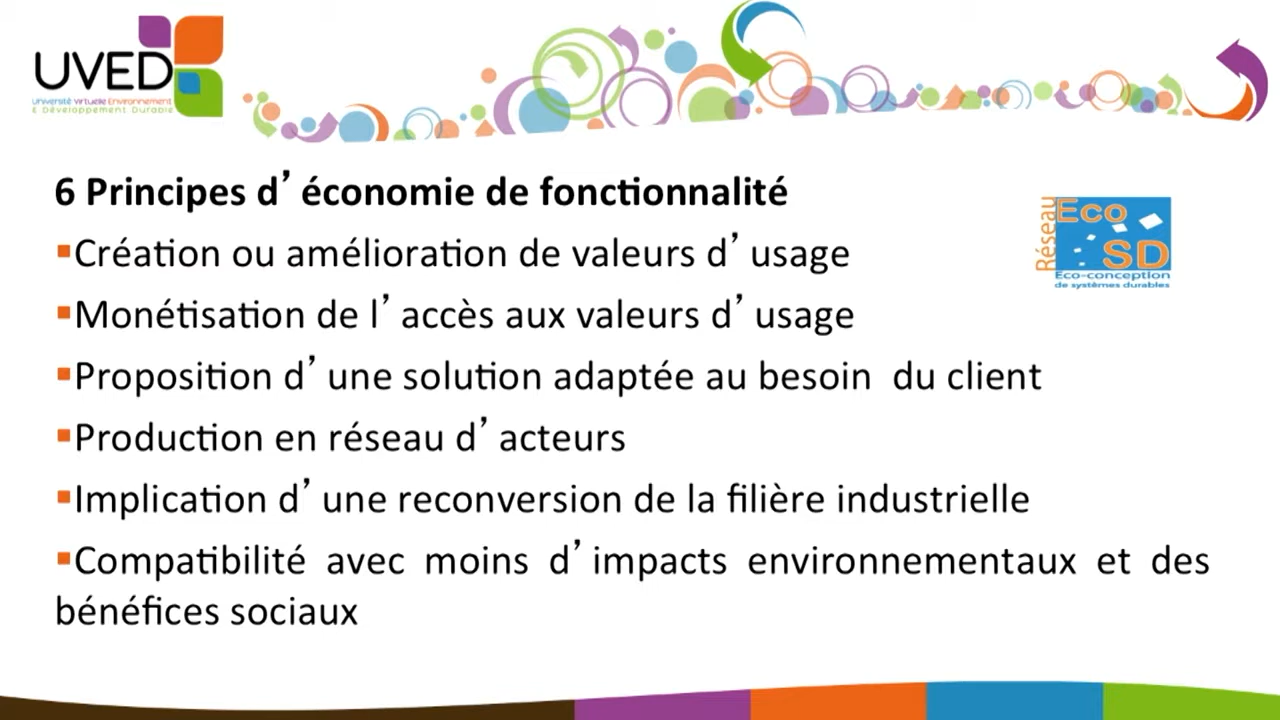 UVED
Université Virtuelle Environnement
& Développement Durable
6 Principes d’économie de fonctionnalité
Création ou amélioration de valeurs d’usage
Monétisation de l’accès aux valeurs d’usage
Proposition d’une solution adaptée au besoin du client
Production en réseau d’acteurs
Implication d’une reconversion de la filière industrielle
Compatibilité avec moins d’impacts environnementaux et des
bénéfices sociaux
Réseau
Eco
SD
Eco-conception
de systèmes durables